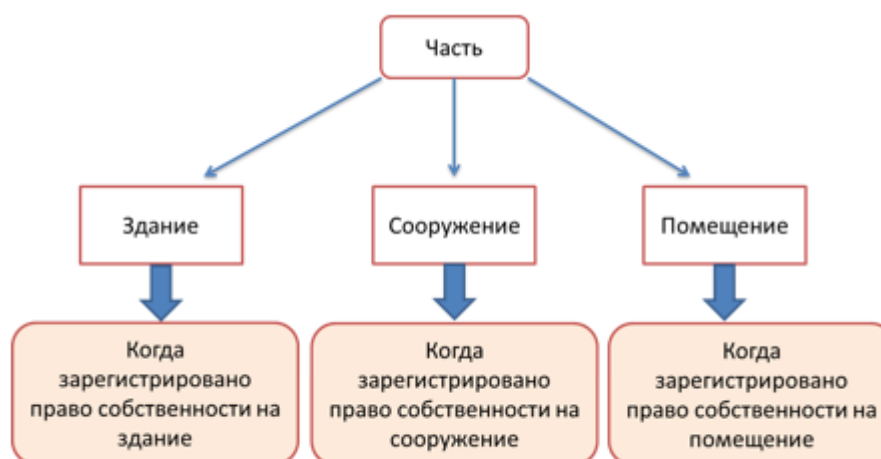 Часть
Здание
Сооружение
Помещение
Когда
зарегистрировано
право собственности на
здание
Когда
зарегистрировано
право собственности на
сооружение
Когда
зарегистрировано
право собственности на
помещение